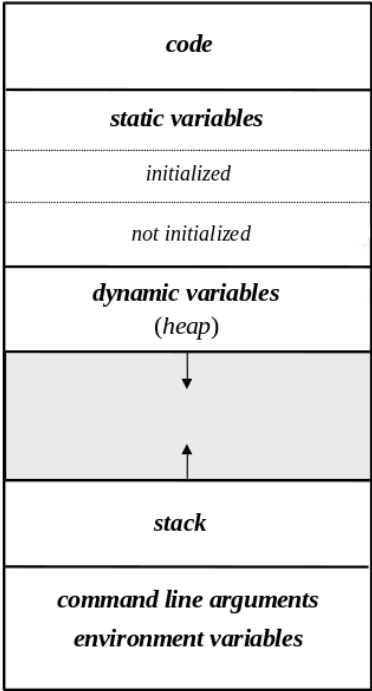 code
static variables
initialized
not initialized
dynamic variables
(heap)
stack
command line arguments
environment variables